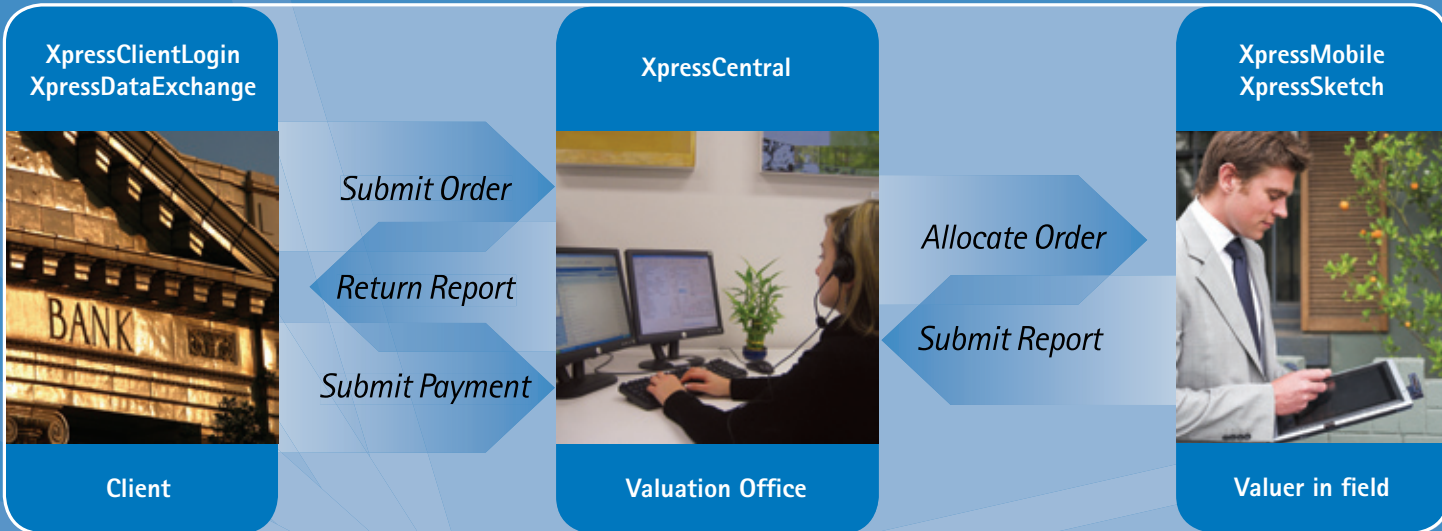 XpressClientLogin
XpressDataExchange
BANK
Client
Submit Order
Return Report
Submit Payment
XpressCentral
Valuation Office
Allocate Order
Submit Report
XpressMobile
XpressSketch
Valuer in field